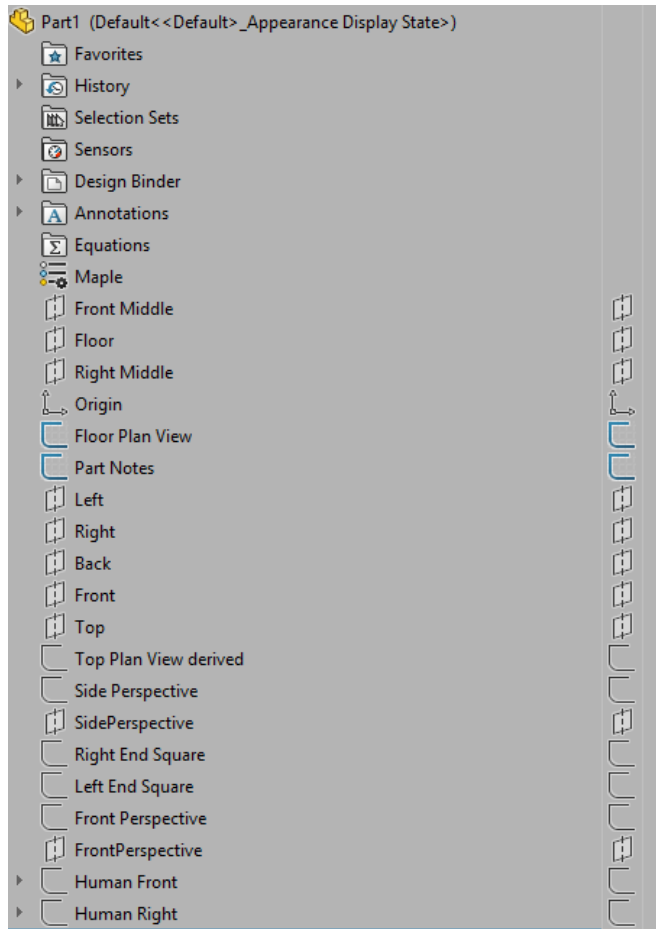 Part1 (Default<<Default>_Appearance Display State>)
Favorites
History
Selection Sets
Sensors
Design Binder
Annotations
Equations
Maple
Front Middle
Floor
Right Middle
Origin
Floor Plan View
Part Notes
Left
Right
Back
Front
Top
Top Plan View derived
Side Perspective
SidePerspective
Right End Square
Left End Square
Front Perspective
FrontPerspective
Human Front
Human Right